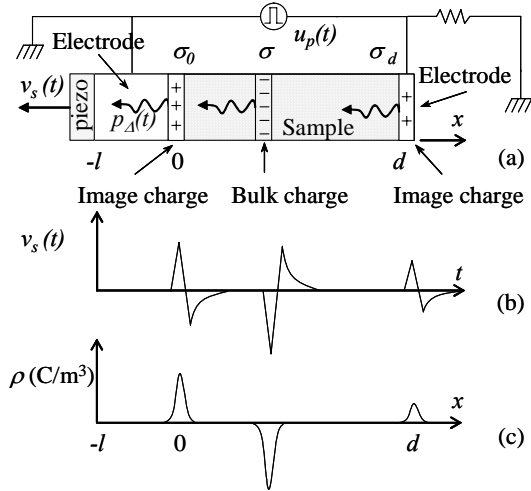 u_p(t)
Electrode
σ_0 σ σ_d
Electrode
v_s(t)
piezo
p_Δ(t)
+ + + +
− − − − −
+ +
Sample
x
-l 0 d
(a)
Image charge Bulk charge Image charge
v_s(t)
t
(b)
ρ (C/m³)
x
-l 0 d
(c)